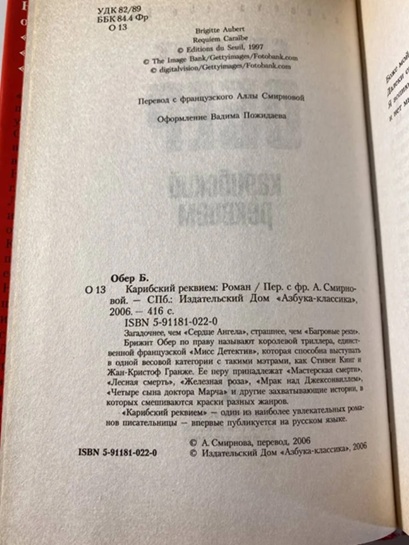 УДК 82/89
ББК 84.4 Фр
О 13
Brigitte Aubert
Requiem Caraïbe
© Editions du Seuil, 1997
© The Image Bank/Gettyimages/Fotobank.com
© digitalvision/Gettyimages/Fotobank.com
Перевод с французского Аллы Смирновой
Оформление Вадима Пожидаева
карибский
реквием
Обер Б.
О 13 Карибский реквием: Роман / Пер. с фр. А. Смирно-
вой. — СПб.: Издательский Дом «Азбука-классика»,
2006. — 416 с.
ISBN 5-91181-022-0
Загадочнее, чем «Сердце Ангела», страшнее, чем «Багровые реки».
Брижит Обер по праву называют королевой триллера, един-
ственной французской «Мисс Детектив», которая способна выступать
в одной весовой категории с такими мэтрами, как Стивен Кинг и
Жан-Кристоф Гранже. Ее перу принадлежат «Мастерская смерти»,
«Лесная смерть», «Железная роза», «Мрак над Джексонвиллем»,
«Четыре сына доктора Марча» и другие захватывающие истории, в
которых смешиваются краски разных жанров.
«Карибский реквием» — один из наиболее увлекательных рома-
нов писательницы — впервые публикуется на русском языке.
© А. Смирнова, перевод, 2006
ISBN 5-91181-022-0 © Издательский Дом «Азбука-классика», 2006